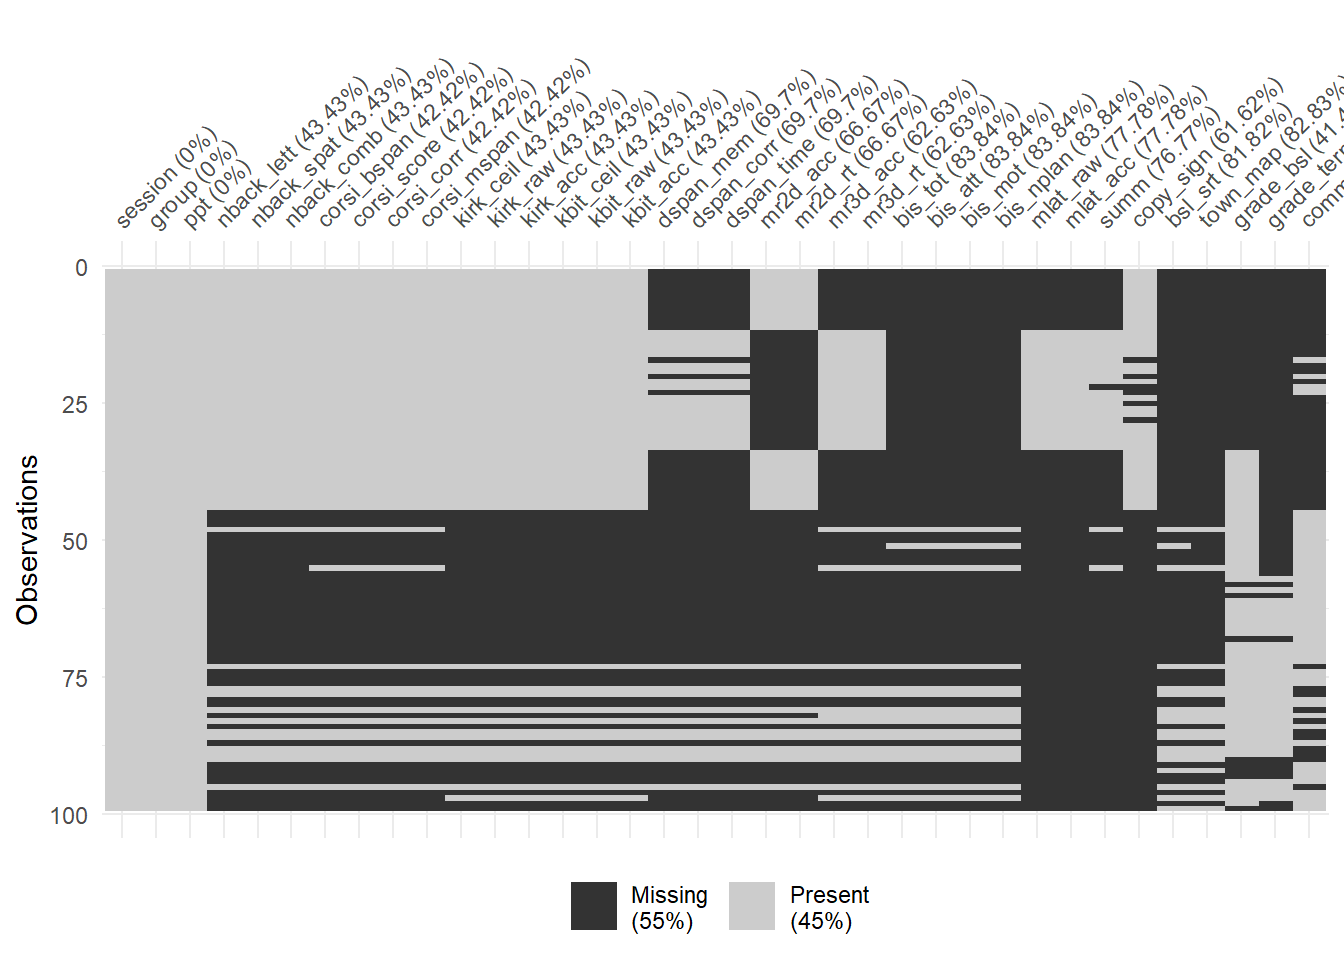 session (0%)
group (0%)
ppt (0%)
nback_lett (43.43%)
nback_spat (43.43%)
nback_comb (43.43%)
corsi_bspan (42.42%)
corsi_score (42.42%)
corsi_corr (42.42%)
corsi_mspan (42.42%)
kirk_ceil (43.43%)
kirk_raw (43.43%)
kirk_acc (43.43%)
kbit_ceil (43.43%)
kbit_raw (43.43%)
kbit_acc (43.43%)
dspan_mem (69.7%)
dspan_corr (69.7%)
dspan_time (69.7%)
mr2d_acc (66.67%)
mr2d_rt (66.67%)
mr3d_acc (62.63%)
mr3d_rt (62.63%)
bis_tot (83.84%)
bis_att (83.84%)
bis_mot (83.84%)
bis_nplan (83.84%)
mlat_raw (77.78%)
mlat_acc (77.78%)
summ (76.77%)
copy_sign (61.62%)
bsl_srt (81.82%)
town_map (82.83%
grade_bsl (41.4
0
25
50
75
100
Observations
Missing
(55%)
Present
(45%)